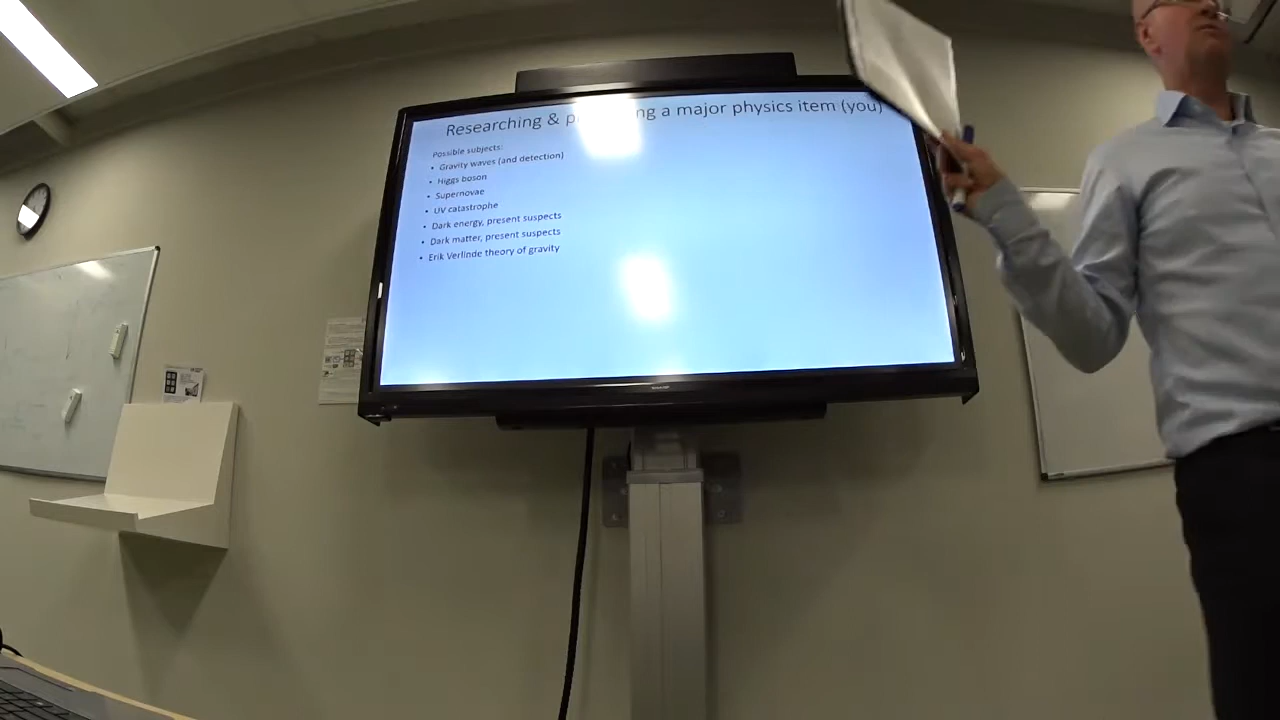 Researching & a major physics item (you)
Possible subjects:
• Gravity waves (and detection)
• Higgs boson
• Supernovae
• UV catastrophe
• Dark energy, present suspects
• Dark matter, present suspects
• Erik Verlinde theory of gravity
SHARP